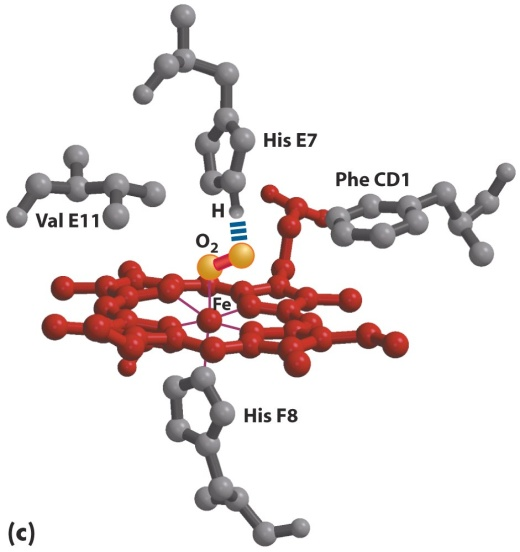 His E7
Phe CD1
Val E11
H
O₂
Fe
His F8
(c)